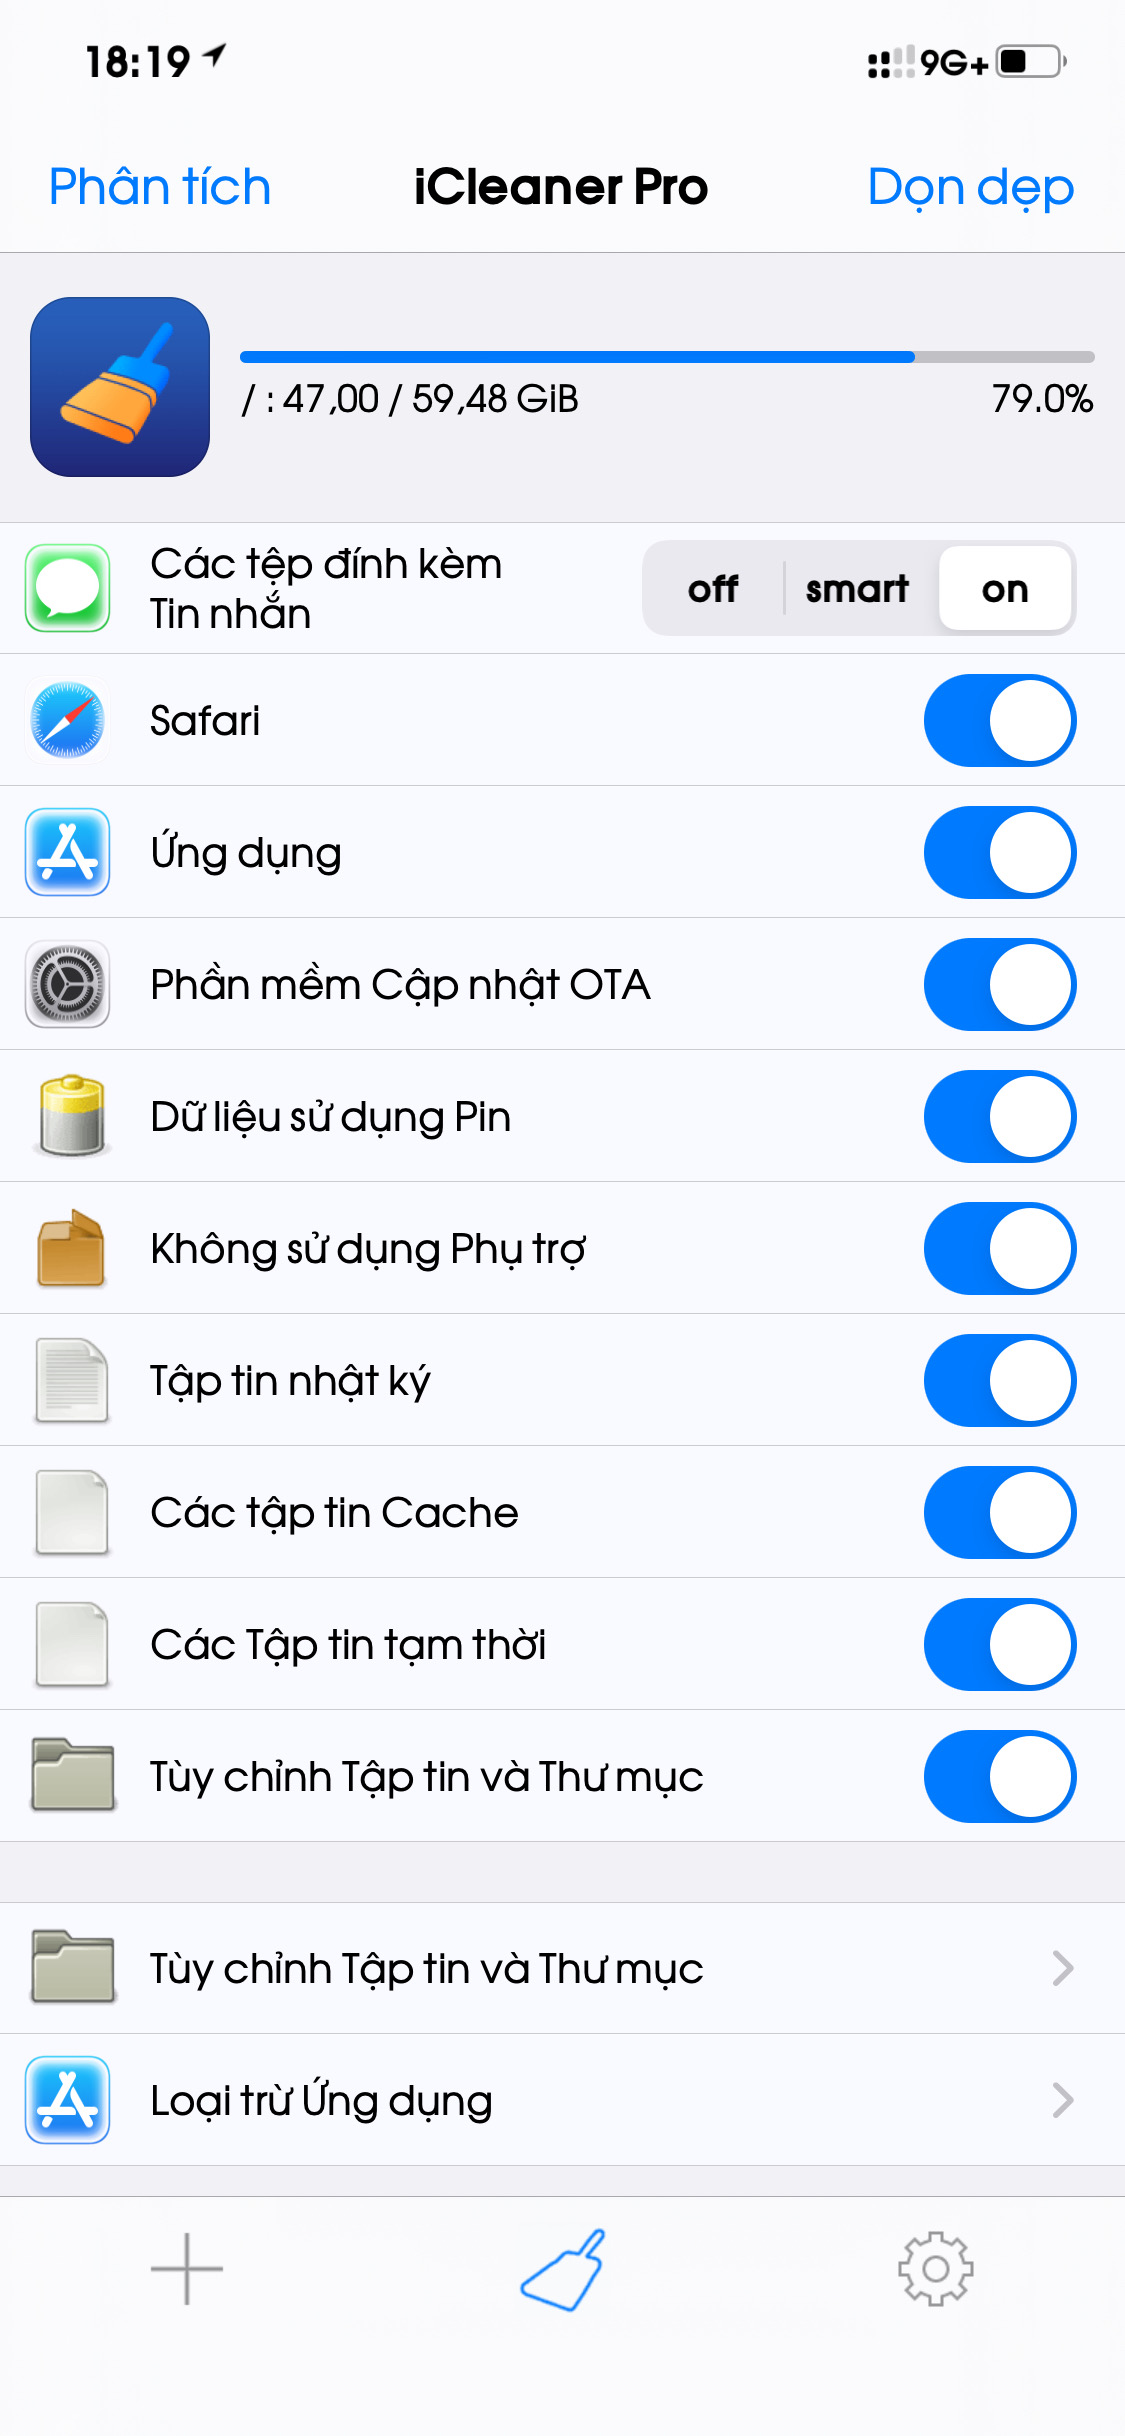 18:19 9G+
Phân tích iCleaner Pro Dọn dẹp
/ : 47,00 / 59,48 GiB 79.0%
Các tệp đính kèm
Tin nhắn
off smart on
Safari
Ứng dụng
Phần mềm Cập nhật OTA
Dữ liệu sử dụng Pin
Không sử dụng Phụ trợ
Tập tin nhật ký
Các tập tin Cache
Các Tập tin tạm thời
Tùy chỉnh Tập tin và Thư mục
Tùy chỉnh Tập tin và Thư mục
Loại trừ Ứng dụng